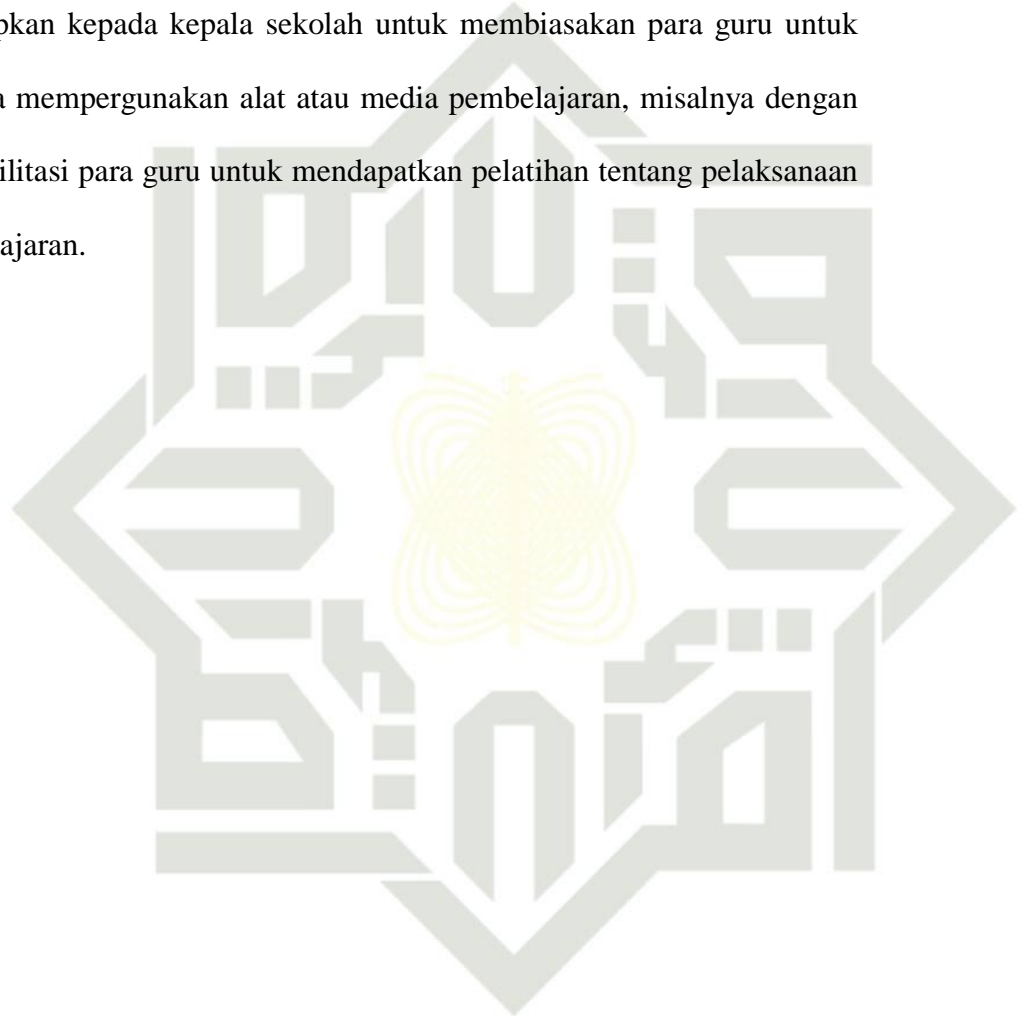 pkan kepada kepala sekolah untuk membiasakan para guru untuk
a mempergunakan alat atau media pembelajaran, misalnya dengan
ilitasi para guru untuk mendapatkan pelatihan tentang pelaksanaan
ajaran.